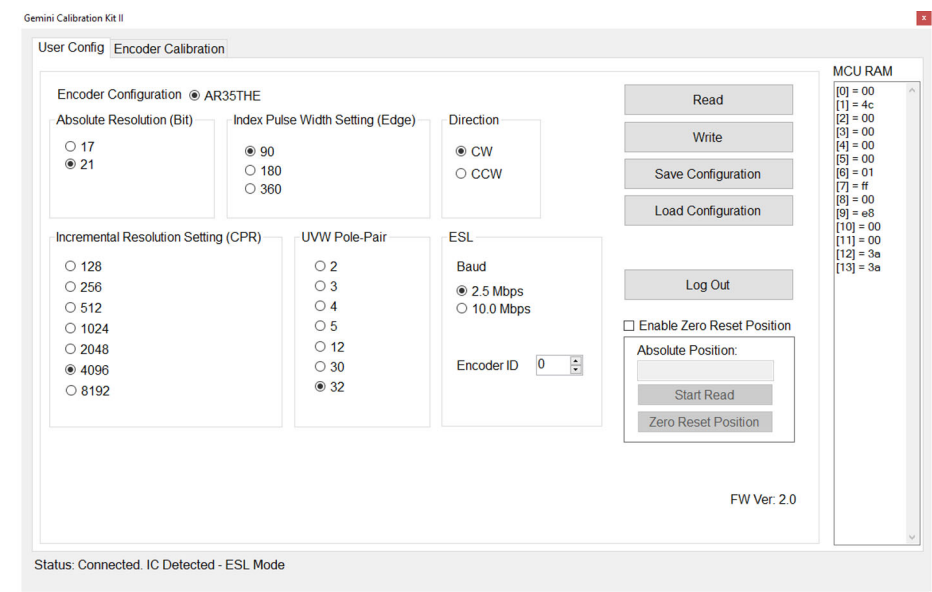 Gemini Calibration Kit II
x
User Config
Encoder Calibration
Encoder Configuration
AR35THE
Absolute Resolution (Bit)
17
21
Index Pulse Width Setting (Edge)
90
180
360
Direction
CW
CCW
Incremental Resolution Setting (CPR)
128
256
512
1024
2048
4096
8192
UVW Pole-Pair
2
3
4
5
12
30
32
ESL
Baud
2.5 Mbps
10.0 Mbps
Encoder ID
0
Read
Write
Save Configuration
Load Configuration
Log Out
Enable Zero Reset Position
Absolute Position:
Start Read
Zero Reset Position
FW Ver: 2.0
MCU RAM
[0] = 00
[1] = 4c
[2] = 00
[3] = 00
[4] = 00
[5] = 00
[6] = 01
[7] = ff
[8] = 00
[9] = e8
[10] = 00
[11] = 00
[12] = 3a
[13] = 3a
Status: Connected. IC Detected - ESL Mode